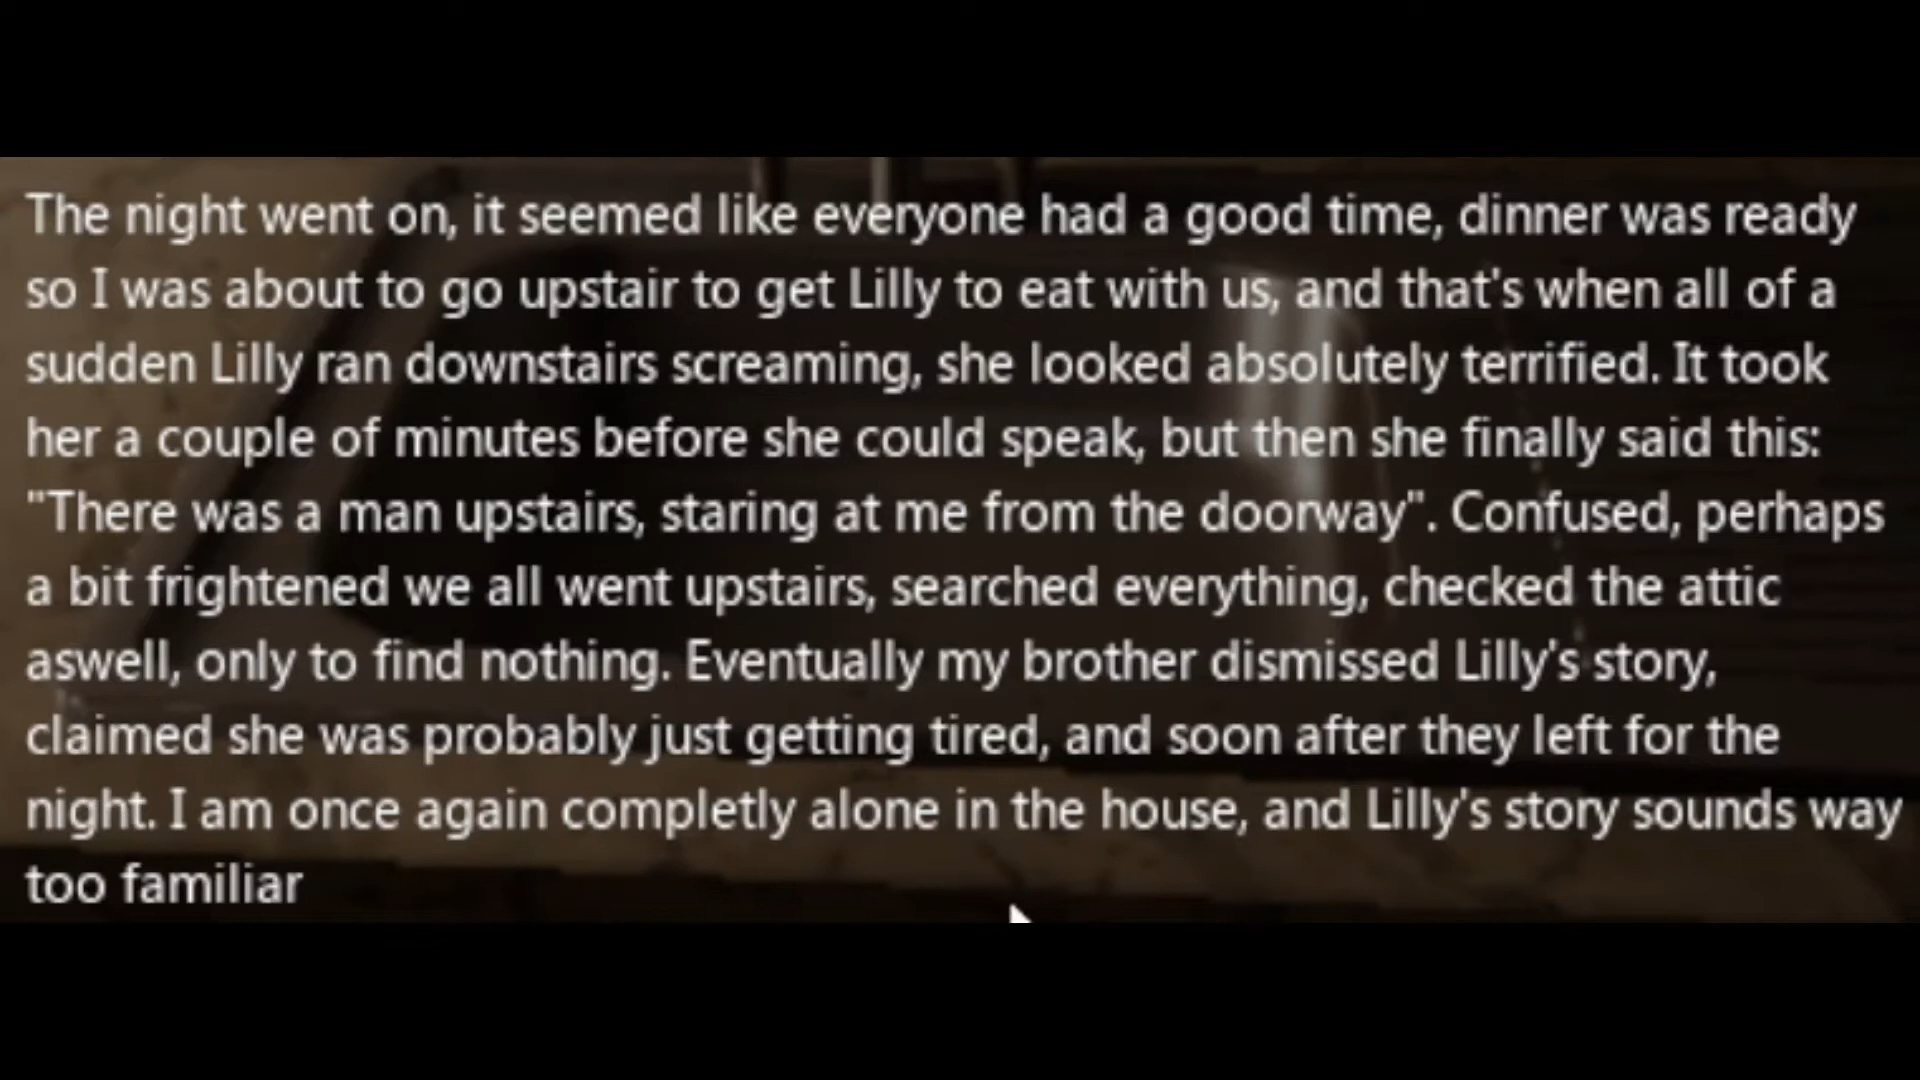 The night went on, it seemed like everyone had a good time, dinner was ready
so I was about to go upstair to get Lilly to eat with us, and that's when all of a
sudden Lilly ran downstairs screaming, she looked absolutely terrified. It took
her a couple of minutes before she could speak, but then she finally said this:
"There was a man upstairs, staring at me from the doorway". Confused, perhaps
a bit frightened we all went upstairs, searched everything, checked the attic
aswell, only to find nothing. Eventually my brother dismissed Lilly's story,
claimed she was probably just getting tired, and soon after they left for the
night. I am once again completly alone in the house, and Lilly's story sounds way
too familiar